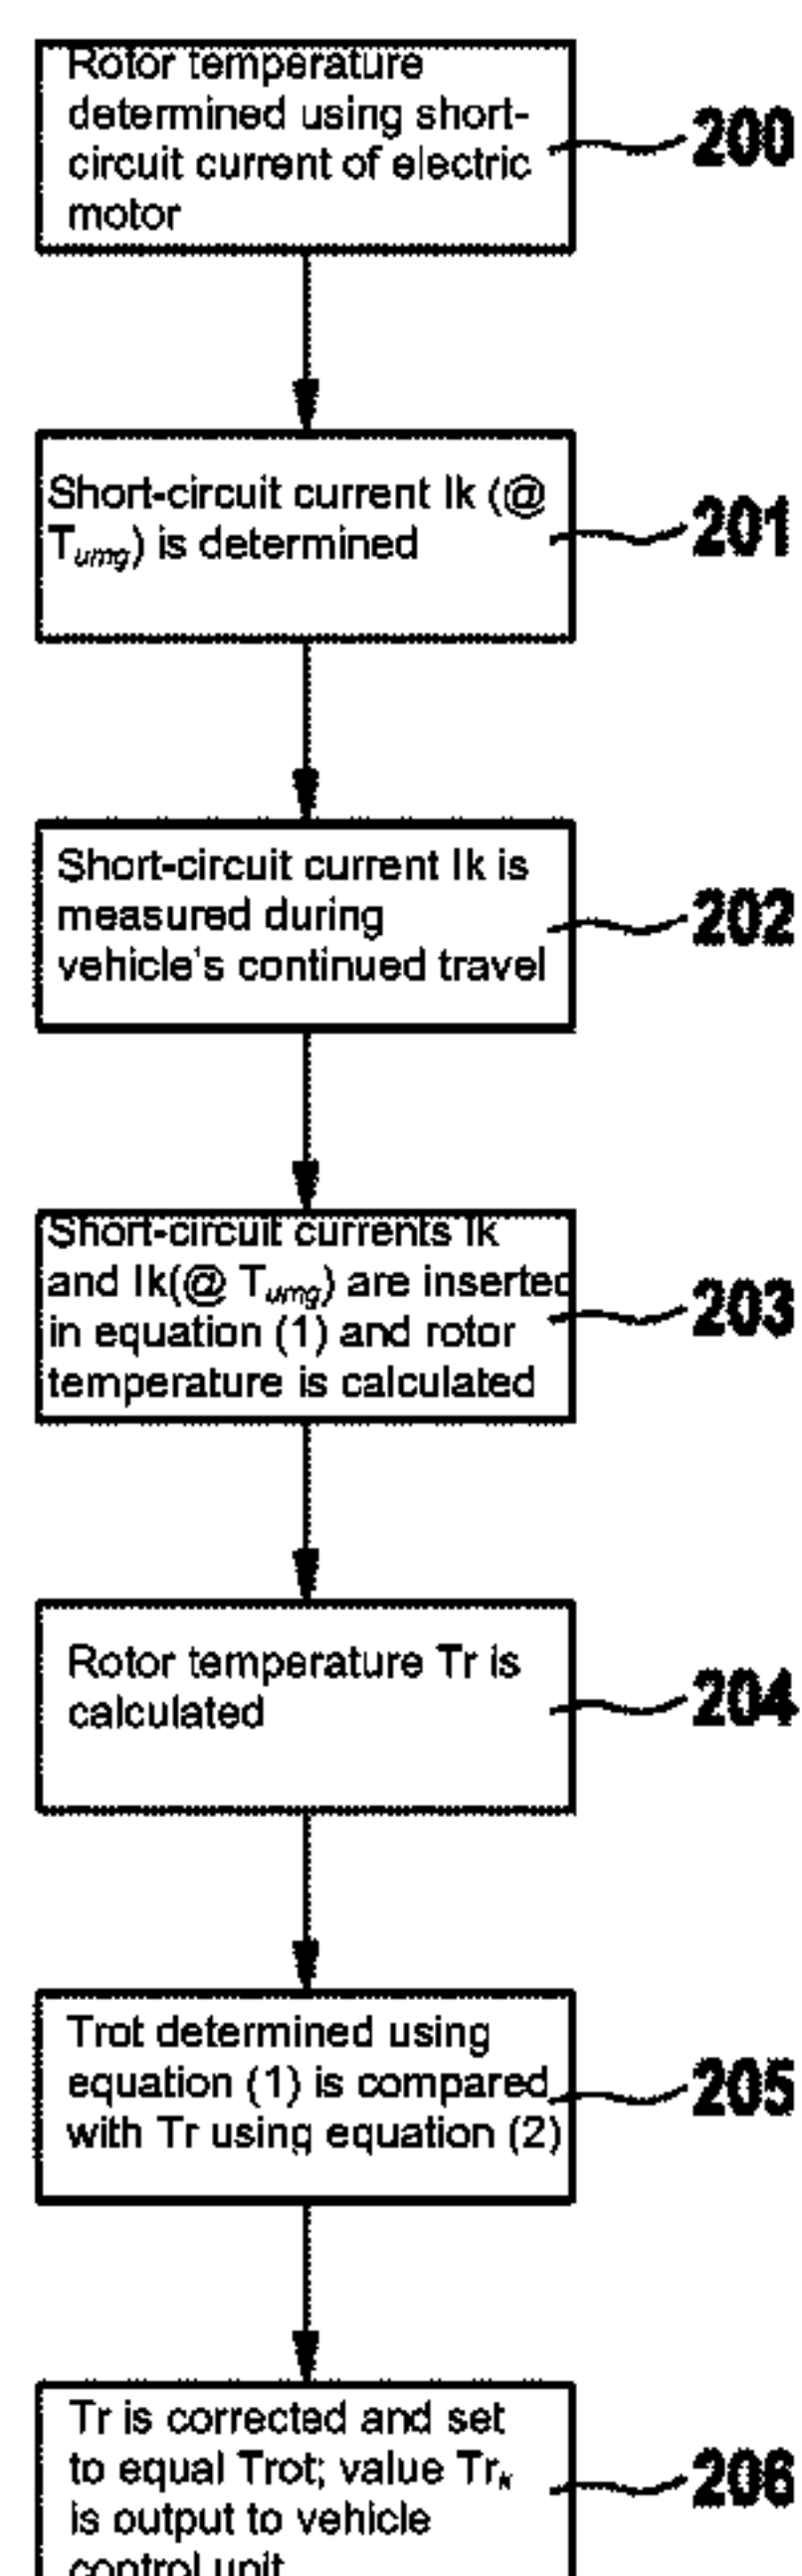 Rotor temperature
determined using short-
circuit current of electric
motor
200
Short-circuit current Ik (@
Tumg) is determined
201
Short-circuit current Ik is
measured during
vehicle's continued travel
202
Short-circuit currents Ik
and Ik(@ Tumg) are inserted
in equation (1) and rotor
temperature is calculated
203
Rotor temperature Tr is
calculated
204
Trot determined using
equation (1) is compared
with Tr using equation (2)
205
Tr is corrected and set
to equal Trot; value Trk
is output to vehicle
control unit
206